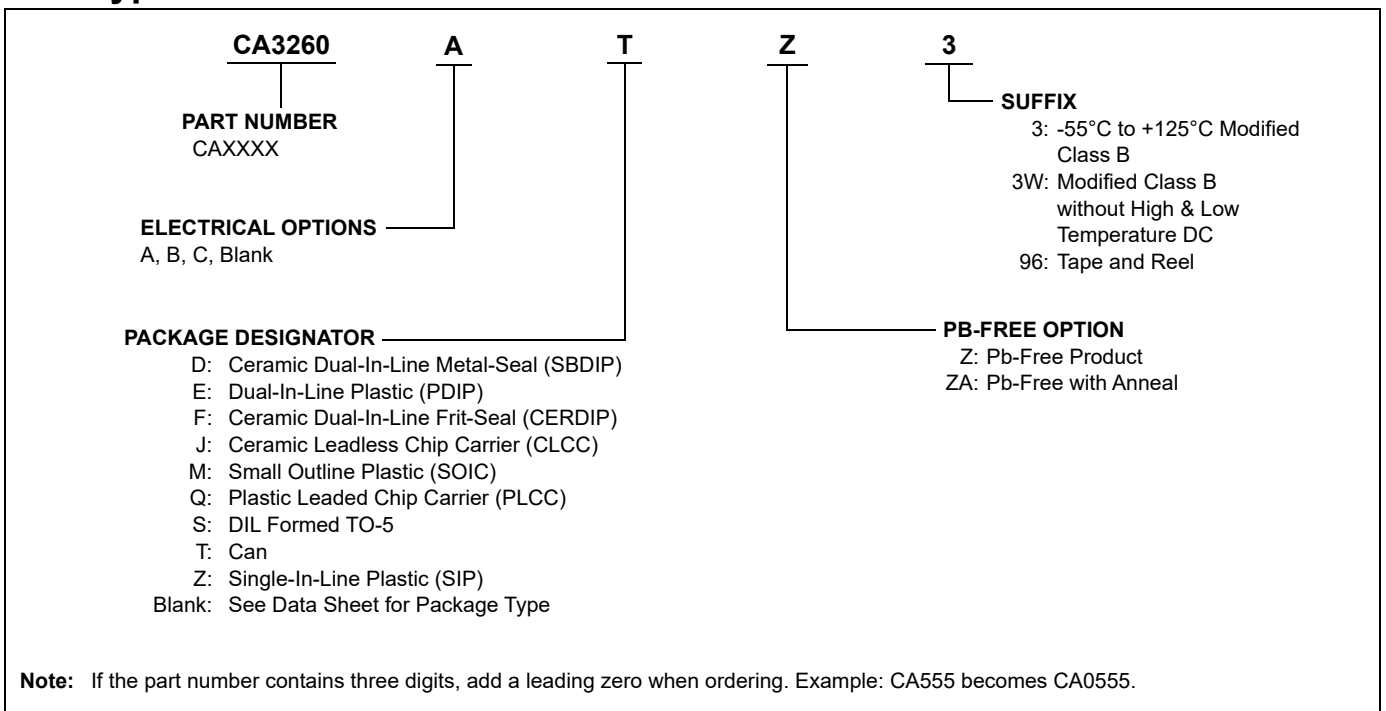 CA3260 A T Z 3
PART NUMBER
CAXXXX
ELECTRICAL OPTIONS
A, B, C, Blank
PACKAGE DESIGNATOR
D: Ceramic Dual-In-Line Metal-Seal (SBDIP)
E: Dual-In-Line Plastic (PDIP)
F: Ceramic Dual-In-Line Frit-Seal (CERDIP)
J: Ceramic Leadless Chip Carrier (CLCC)
M: Small Outline Plastic (SOIC)
Q: Plastic Leaded Chip Carrier (PLCC)
S: DIL Formed TO-5
T: Can
Z: Single-In-Line Plastic (SIP)
Blank: See Data Sheet for Package Type
SUFFIX
3: -55°C to +125°C Modified
Class B
3W: Modified Class B
without High & Low
Temperature DC
96: Tape and Reel
PB-FREE OPTION
Z: Pb-Free Product
ZA: Pb-Free with Anneal
Note: If the part number contains three digits, add a leading zero when ordering. Example: CA555 becomes CA0555.